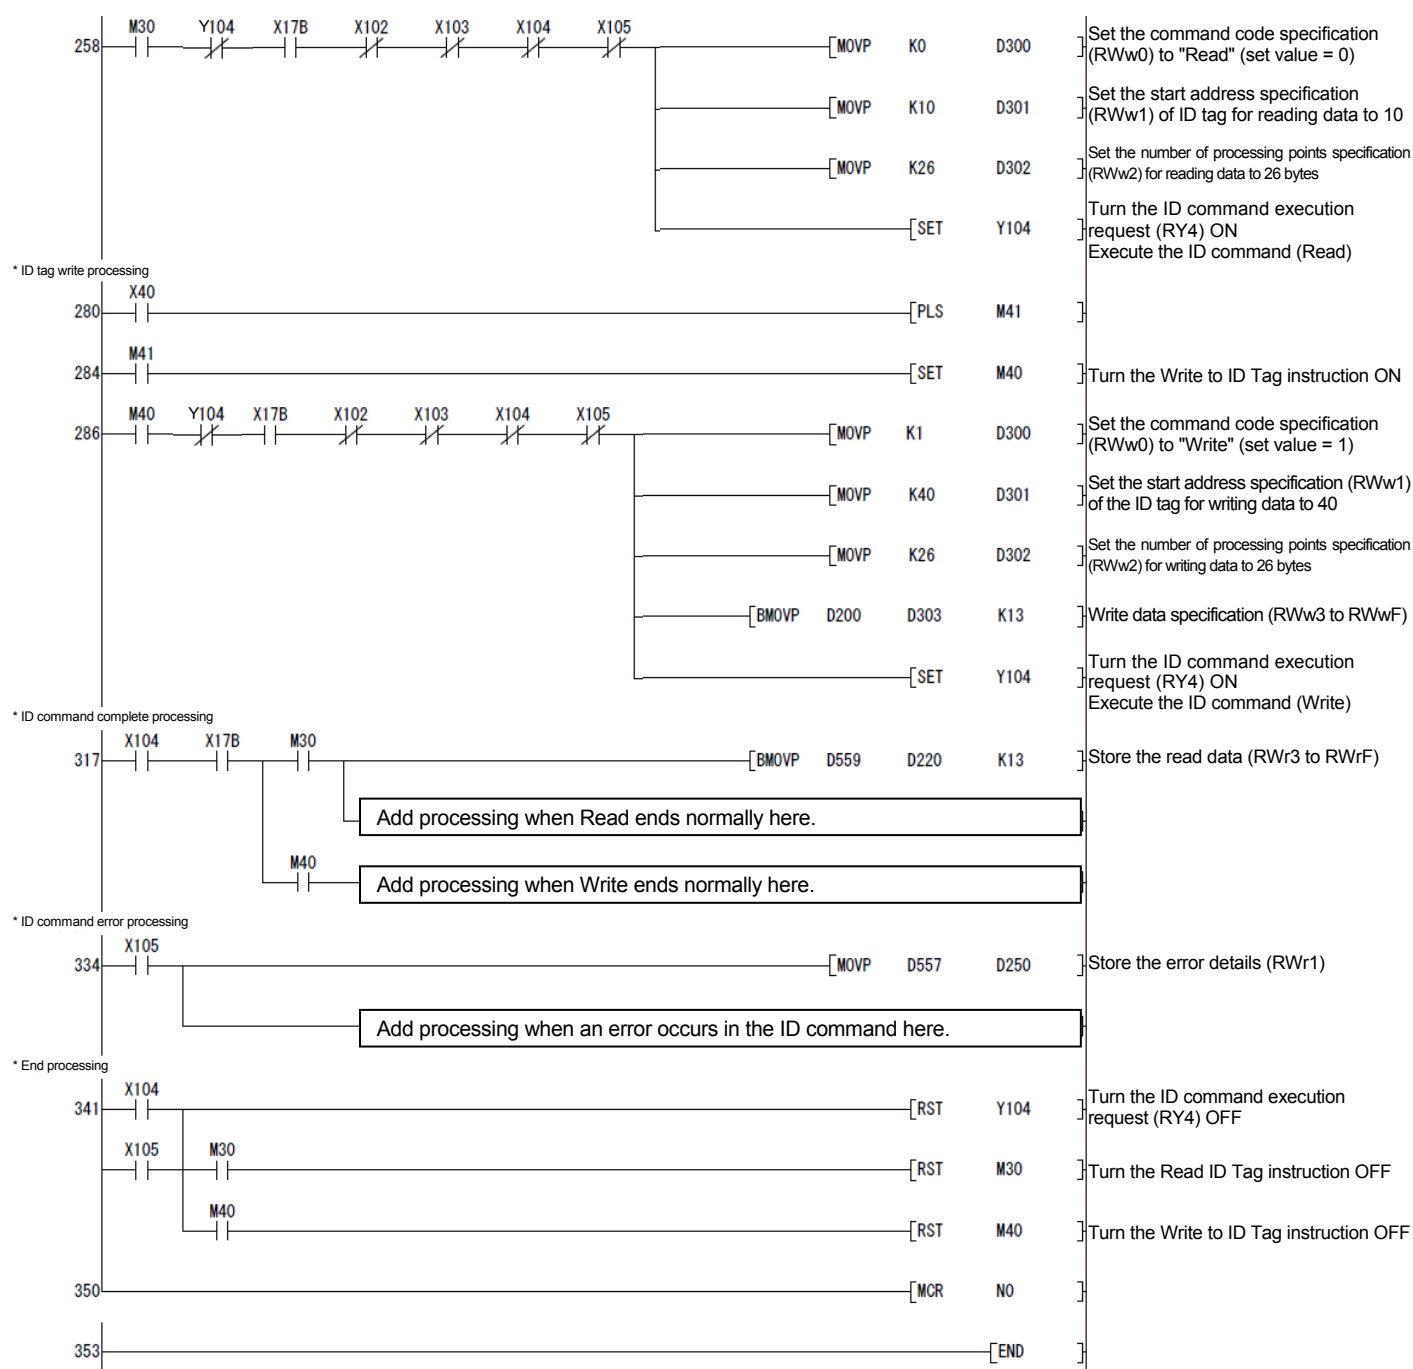 M30 Y104 X17B X102 X103 X104 X105
258 MOVP K0 D300 Set the command code specification
(RWw0) to "Read" (set value = 0)
MOVP K10 D301 Set the start address specification
(RWw1) of ID tag for reading data to 10
MOVP K26 D302 Set the number of processing points specification
(RWw2) for reading data to 26 bytes
SET Y104 Turn the ID command execution
request (RY4) ON
Execute the ID command (Read)
* ID tag write processing
X40
280 PLS M41
M41
284 SET M40 Turn the Write to ID Tag instruction ON
M40 Y104 X17B X102 X103 X104 X105
286 MOVP K1 D300 Set the command code specification
(RWw0) to "Write" (set value = 1)
MOVP K40 D301 Set the start address specification (RWw1)
of the ID tag for writing data to 40
MOVP K26 D302 Set the number of processing points specification
(RWw2) for writing data to 26 bytes
BMOVP D200 D303 K13 Write data specification (RWw3 to RWwF)
SET Y104 Turn the ID command execution
request (RY4) ON
Execute the ID command (Write)
* ID command complete processing
X104 X17B M30
317 BMOVP D559 D220 K13 Store the read data (RWr3 to RWrF)
Add processing when Read ends normally here.
M40
Add processing when Write ends normally here.
* ID command error processing
X105
334 MOVP D557 D250 Store the error details (RWr1)
Add processing when an error occurs in the ID command here.
* End processing
X104
341 RST Y104 Turn the ID command execution
request (RY4) OFF
X105 M30
RST M30 Turn the Read ID Tag instruction OFF
M40
RST M40 Turn the Write to ID Tag instruction OFF
350 MCR N0
353 END